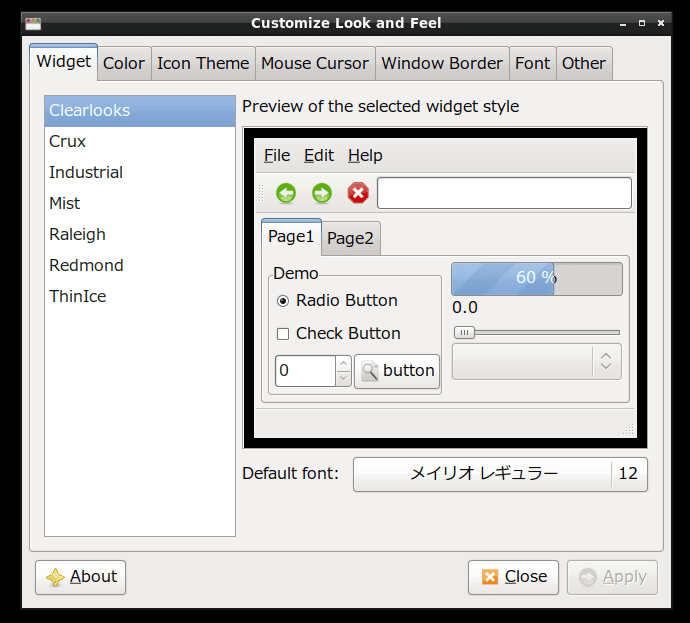 Customize Look and Feel
Widget Color Icon Theme Mouse Cursor Window Border Font Other
Clearlooks
Crux
Industrial
Mist
Raleigh
Redmond
ThinIce
Preview of the selected widget style
File Edit Help
Page1 Page2
Demo
Radio Button
Check Button
0 button
60 %
0.0
Default font: メイリオ レギュラー 12
About Close Apply